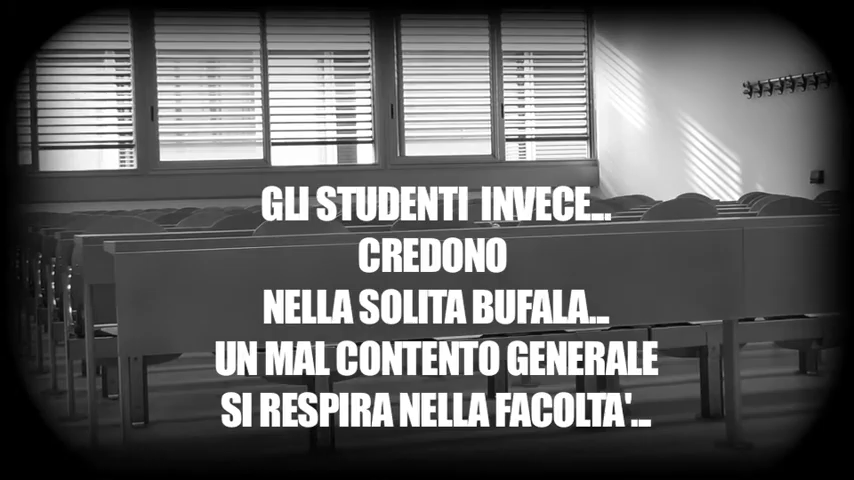 GLI STUDENTI INVECE...
CREDONO
NELLA SOLITA BUFALA...
UN MAL CONTENTO GENERALE
SI RESPIRA NELLA FACOLTA'...